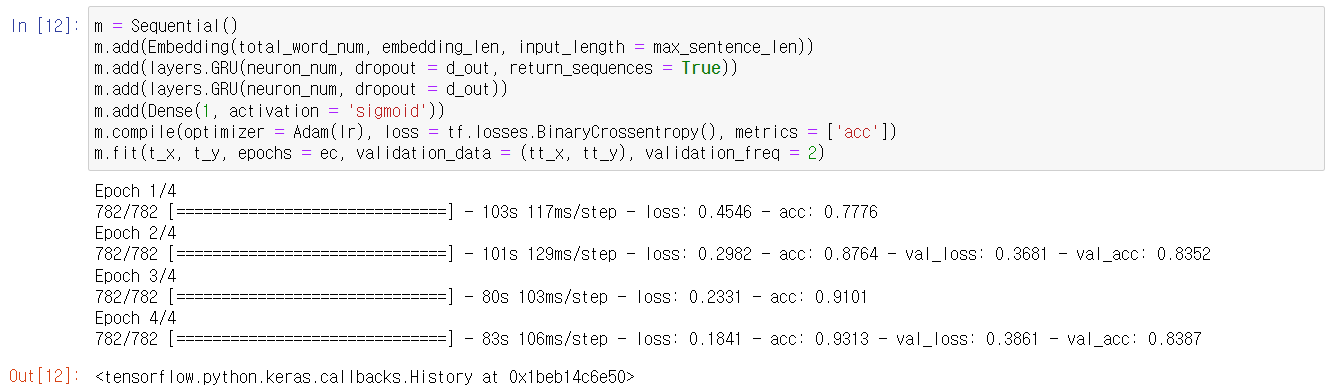 In [12]: m = Sequential()
m.add(Embedding(total_word_num, embedding_len, input_length = max_sentence_len))
m.add(layers.GRU(neuron_num, dropout = d_out, return_sequences = True))
m.add(layers.GRU(neuron_num, dropout = d_out))
m.add(Dense(1, activation = 'sigmoid'))
m.compile(optimizer = Adam(lr), loss = tf.losses.BinaryCrossentropy(), metrics = ['acc'])
m.fit(t_x, t_y, epochs = ec, validation_data = (tt_x, tt_y), validation_freq = 2)
Epoch 1/4
782/782 [==============================] - 103s 117ms/step - loss: 0.4546 - acc: 0.7776
Epoch 2/4
782/782 [==============================] - 101s 129ms/step - loss: 0.2982 - acc: 0.8764 - val_loss: 0.3681 - val_acc: 0.8352
Epoch 3/4
782/782 [==============================] - 80s 103ms/step - loss: 0.2331 - acc: 0.9101
Epoch 4/4
782/782 [==============================] - 83s 106ms/step - loss: 0.1841 - acc: 0.9313 - val_loss: 0.3861 - val_acc: 0.8387
Out[12]: <tensorflow.python.keras.callbacks.History at 0x1beb14c6e50>